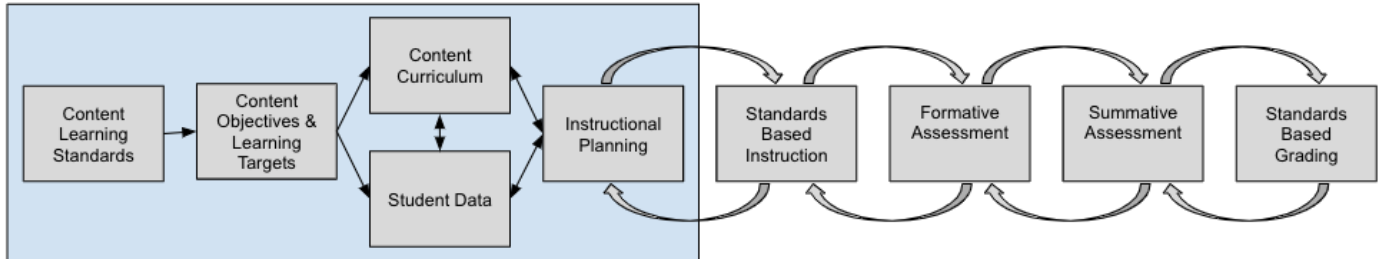 Content
Learning
Standards
Content
Objectives &
Learning
Targets
Content
Curriculum
Student Data
Instructional
Planning
Standards
Based
Instruction
Formative
Assessment
Summative
Assessment
Standards
Based
Grading